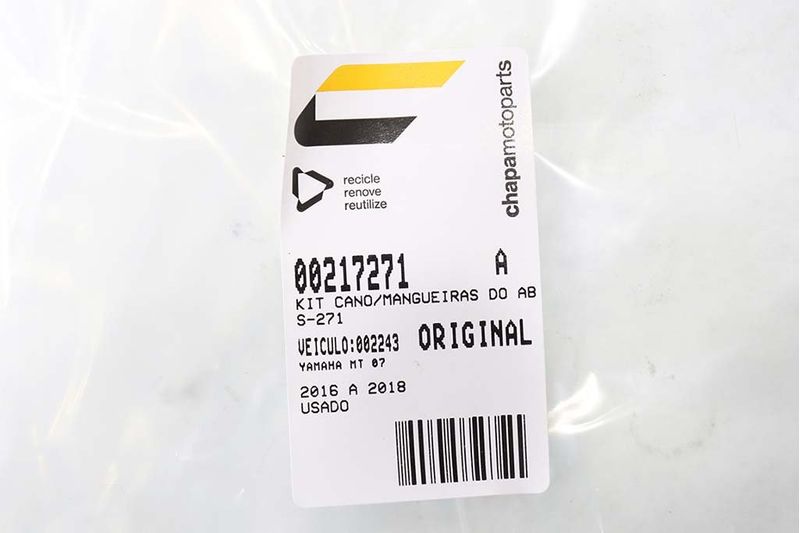 chapamotoparts
recicle
renove
reutilize
00217271 A
KIT CANO/MANGUEIRAS DO AB
S-271
VEICULO:002243 ORIGINAL
YAMAHA MT 07
2016 A 2018
USADO